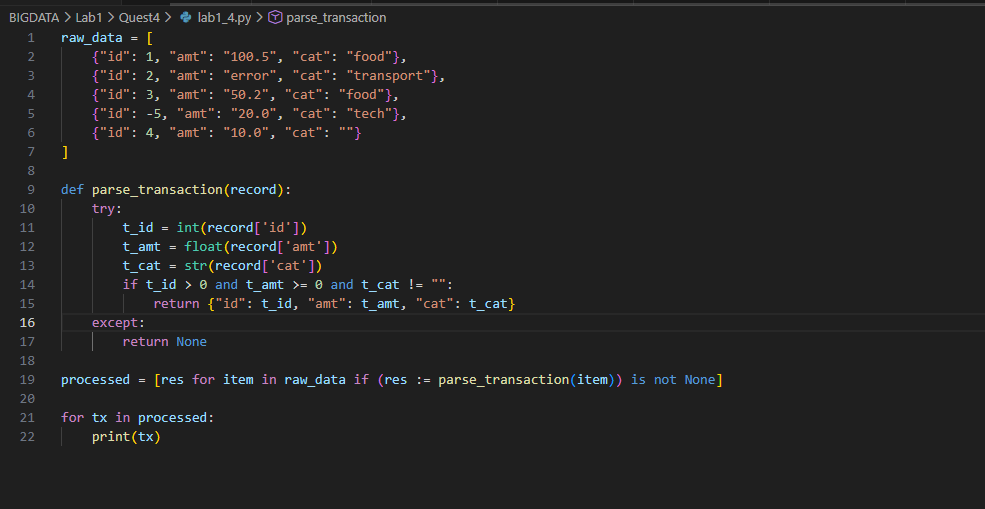 BIGDATA > Lab1 > Quest4 > lab1_4.py > parse_transaction
1 raw_data = [
2     {"id": 1, "amt": "100.5", "cat": "food"},
3     {"id": 2, "amt": "error", "cat": "transport"},
4     {"id": 3, "amt": "50.2", "cat": "food"},
5     {"id": -5, "amt": "20.0", "cat": "tech"},
6     {"id": 4, "amt": "10.0", "cat": ""}
7 ]
8
9 def parse_transaction(record):
10     try:
11         t_id = int(record['id'])
12         t_amt = float(record['amt'])
13         t_cat = str(record['cat'])
14         if t_id > 0 and t_amt >= 0 and t_cat != "":
15             return {"id": t_id, "amt": t_amt, "cat": t_cat}
16     except:
17         return None
18
19 processed = [res for item in raw_data if (res := parse_transaction(item)) is not None]
20
21 for tx in processed:
22     print(tx)